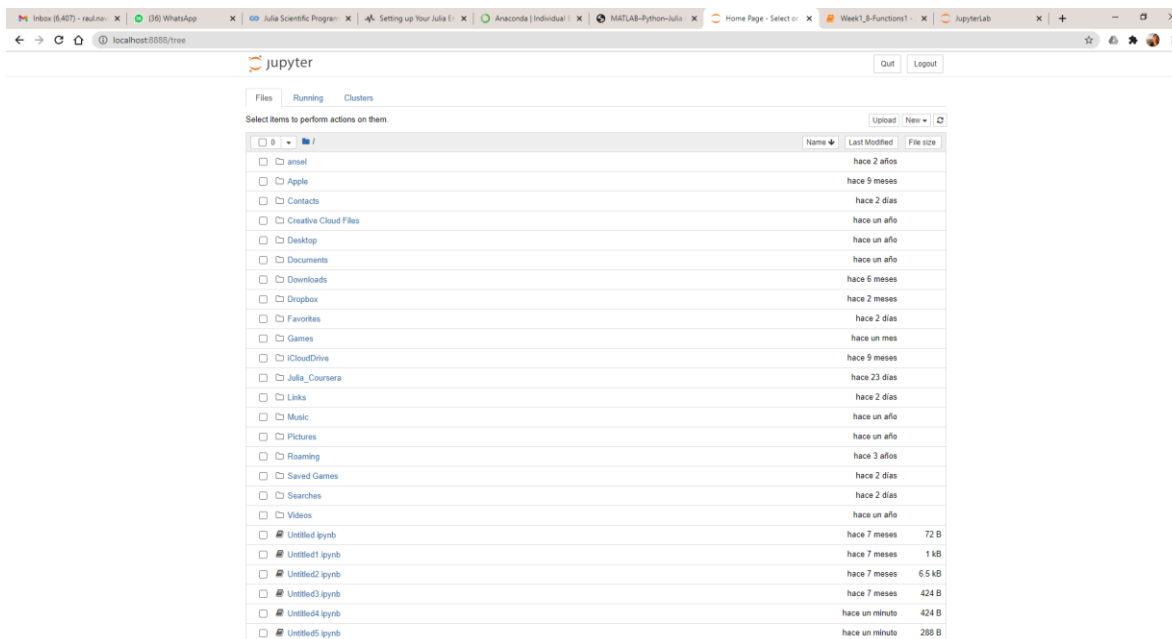 Inbox (6,407) - raul.nav
(36) WhatsApp
Julia Scientific Program
Setting up your Julia En
Anaconda | Individual
MATLAB–Python–Julia
Home Page - Select or
Week1_8-Functions1 -
JupyterLab
localhost:8888/tree
jupyter
Quit Logout
Files Running Clusters
Select items to perform actions on them.
Upload New
0 /
Name Last Modified File size
ansel hace 2 años
Apple hace 9 meses
Contacts hace 2 días
Creative Cloud Files hace un año
Desktop hace un año
Documents hace un año
Downloads hace 6 meses
Dropbox hace 2 meses
Favorites hace 2 días
Games hace un mes
iCloudDrive hace 9 meses
Julia_Coursera hace 23 días
Links hace 2 días
Music hace un año
Pictures hace un año
Roaming hace 3 años
Saved Games hace 2 días
Searches hace 2 días
Videos hace un año
Untitled.ipynb hace 7 meses 72 B
Untitled1.ipynb hace 7 meses 1 kB
Untitled2.ipynb hace 7 meses 6.5 kB
Untitled3.ipynb hace 7 meses 424 B
Untitled4.ipynb hace un minuto 424 B
Untitled5.ipynb hace un minuto 288 B